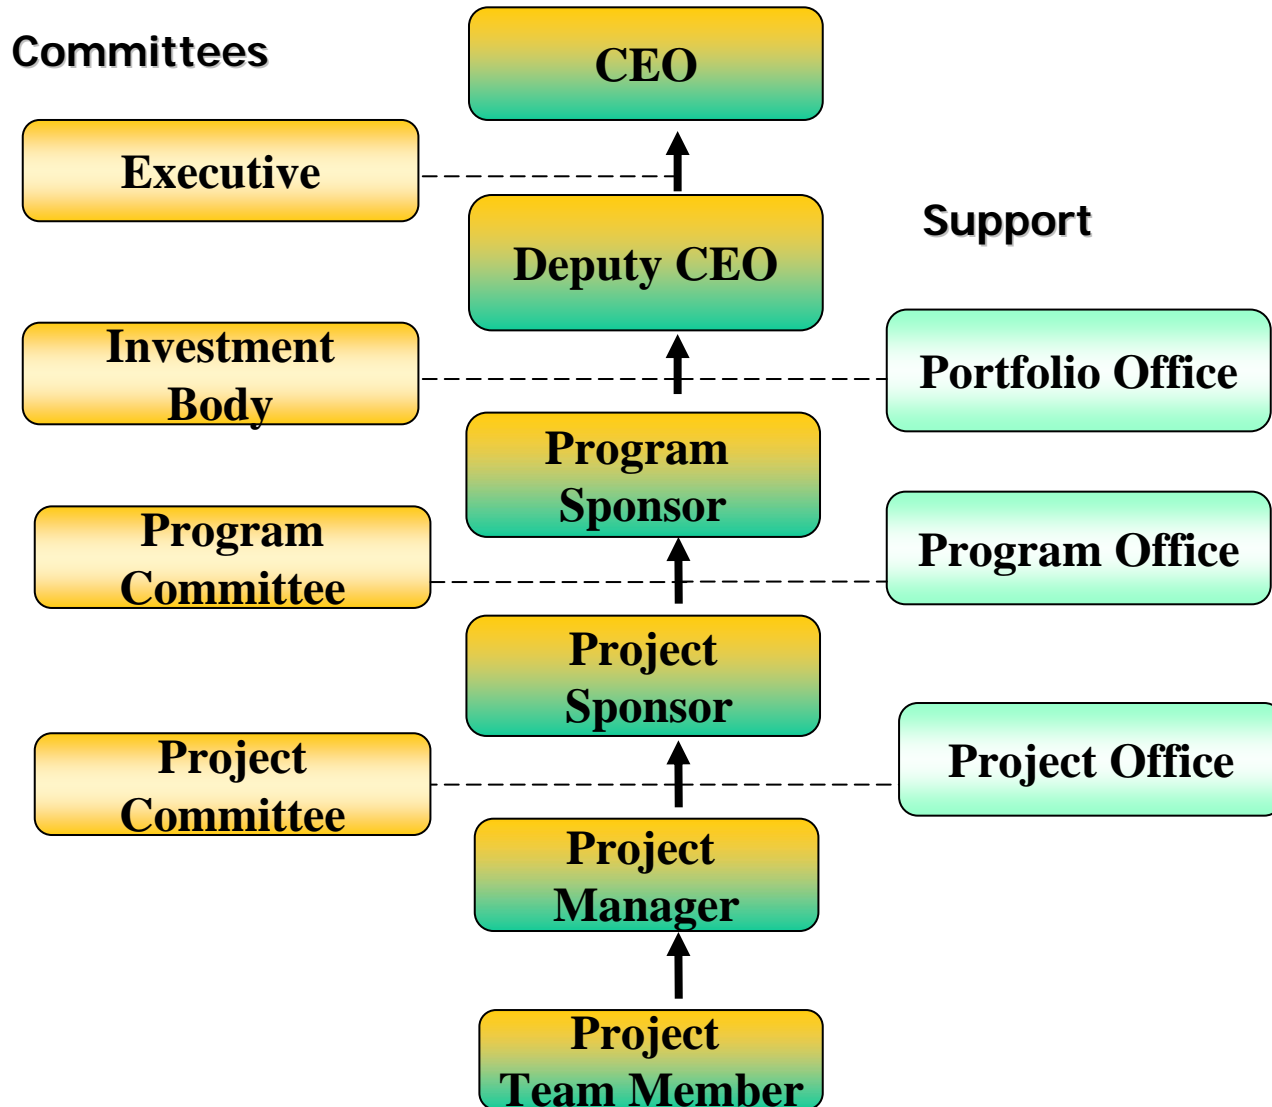 Committees
CEO
Executive
Support
Deputy CEO
Investment
Body
Portfolio Office
Program
Sponsor
Program
Committee
Program Office
Project
Sponsor
Project
Committee
Project Office
Project
Manager
Project
Team Member